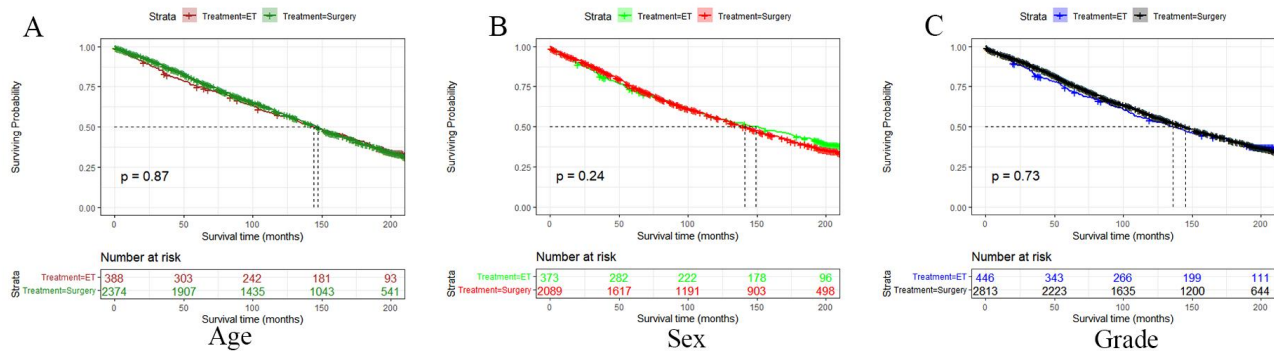 A
Strata Treatment=ET Treatment=Surgery
1.00
0.75
0.50
0.25
0.00
Surviving Probability
p = 0.87
0 50 100 150 200
Survival time (months)
Number at risk
Strata
Treatment=ET 388 303 242 181 93
Treatment=Surgery 2374 1907 1435 1043 541
0 50 100 150 200
Survival time (months)
Age
B
Strata Treatment=ET Treatment=Surgery
1.00
0.75
0.50
0.25
0.00
Surviving Probability
p = 0.24
0 50 100 150 200
Survival time (months)
Number at risk
Strata
Treatment=ET 373 282 222 178 96
Treatment=Surgery 2089 1617 1191 903 498
0 50 100 150 200
Survival time (months)
Sex
C
Strata Treatment=ET Treatment=Surgery
1.00
0.75
0.50
0.25
0.00
Surviving Probability
p = 0.73
0 50 100 150 200
Survival time (months)
Number at risk
Strata
Treatment=ET 446 343 266 199 111
Treatment=Surgery 2813 2223 1635 1200 644
0 50 100 150 200
Survival time (months)
Grade